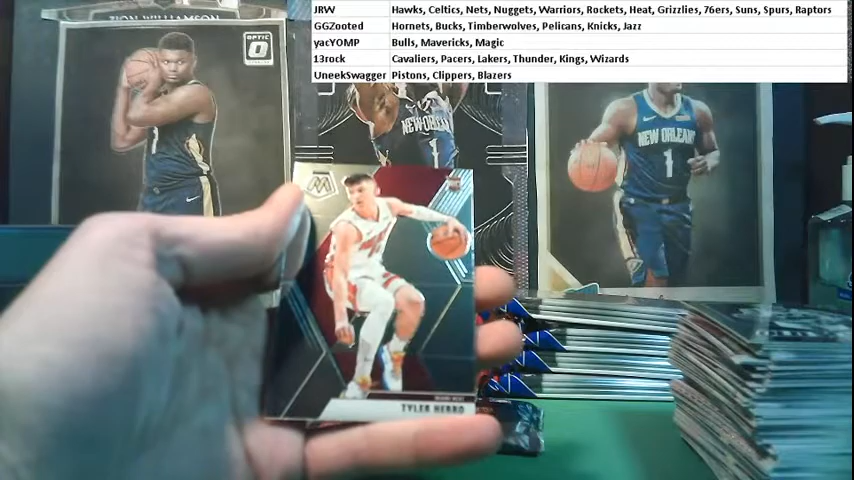 JRW Hawks, Celtics, Nets, Nuggets, Warriors, Rockets, Heat, Grizzlies, 76ers, Suns, Spurs, Raptors
GGZooted Hornets, Bucks, Timberwolves, Pelicans, Knicks, Jazz
yacYOMP Bulls, Mavericks, Magic
13rock Cavaliers, Pacers, Lakers, Thunder, Kings, Wizards
UneekSwagger Pistons, Clippers, Blazers
ZION WILLIAMSON
OPTIC
NEW ORLEANS
1
NEW ORLEANS
1
TYLER HERRO